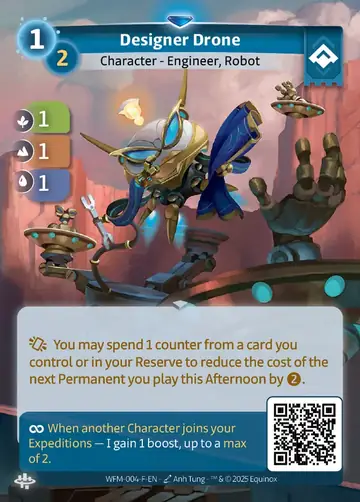 1
2
Designer Drone
Character - Engineer, Robot
1
1
1
You may spend 1 counter from a card you
control or in your Reserve to reduce the cost of the
next Permanent you play this Afternoon by 2.
∞ When another Character joins your
Expeditions — I gain 1 boost, up to a max
of 2.
WFM-004-F-EN - Anh Tung - ™ & © 2025 Equinox